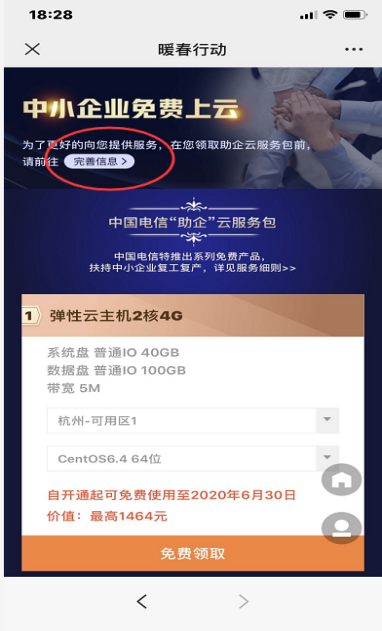 18:28
暖春行动
中小企业免费上云
为了更好的向您提供服务，在您领取助企云服务包前，
请前往 完善信息 >
中国电信“助企”云服务包
中国电信特推出系列免费产品，
扶持中小企业复工复产，详见服务细则>>
1 弹性云主机2核4G
系统盘 普通IO 40GB
数据盘 普通IO 100GB
带宽 5M
杭州-可用区1
CentOS6.4 64位
自开通起可免费使用至2020年6月30日
价值：最高1464元
免费领取